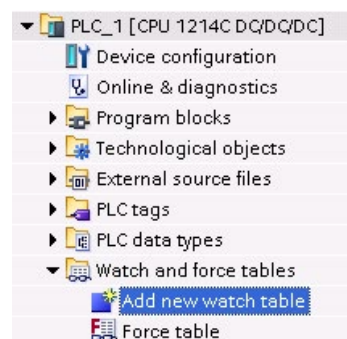 PLC_1 [CPU 1214C DC/DC/DC]
Device configuration
Online & diagnostics
Program blocks
Technological objects
External source files
PLC tags
PLC data types
Watch and force tables
Add new watch table
Force table